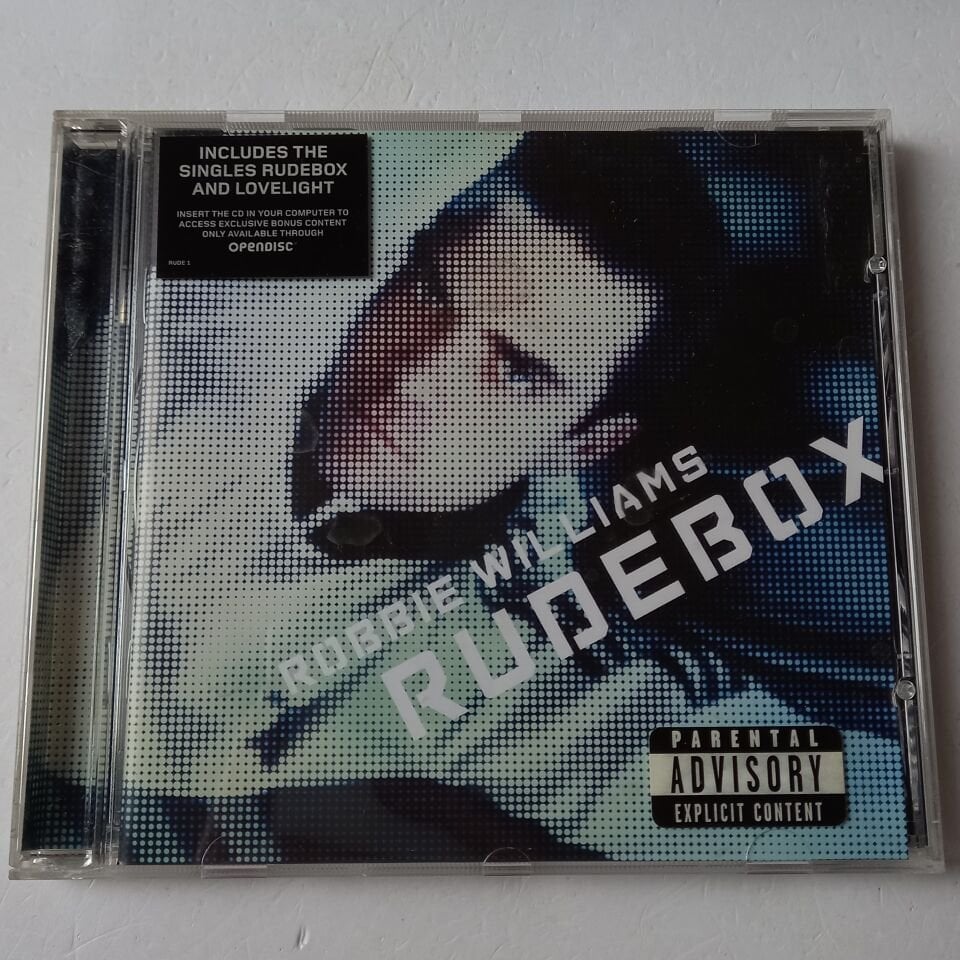 INCLUDES THE
SINGLES RUDEBOX
AND LOVELIGHT
INSERT THE CD IN YOUR COMPUTER TO
ACCESS EXCLUSIVE BONUS CONTENT
ONLY AVAILABLE THROUGH
OPENDISC
RUDE 1
ROBBIE WILLIAMS
RUDEBOX
PARENTAL
ADVISORY
EXPLICIT CONTENT